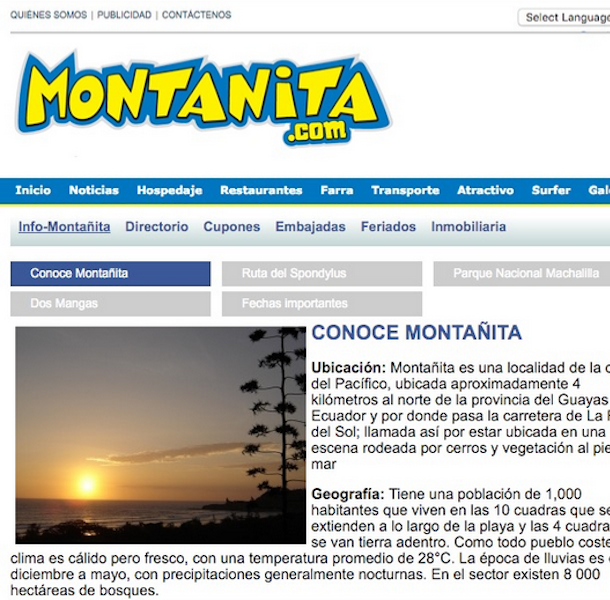 QUIÉNES SOMOS | PUBLICIDAD | CONTÁCTENOS
Select Language
MONTANiTA
.com
Inicio Noticias Hospedaje Restaurantes Farra Transporte Atractivo Surfer Gal
Info-Montañita Directorio Cupones Embajadas Feriados Inmobiliaria
Conoce Montañita Ruta del Spondylus Parque Nacional Machalilla
Dos Mangas Fechas Importantes
CONOCE MONTAÑITA
Ubicación: Montañita es una localidad de la c
del Pacífico, ubicada aproximadamente 4
kilómetros al norte de la provincia del Guayas
Ecuador y por donde pasa la carretera de La
del Sol; llamada así por estar ubicada en una
escena rodeada por cerros y vegetación al pie
mar
Geografía: Tiene una población de 1,000
habitantes que viven en las 10 cuadras que se
extienden a lo largo de la playa y las 4 cuadra
se van tierra adentro. Como todo pueblo coste
clima es cálido pero fresco, con una temperatura promedio de 28°C. La época de lluvias es
diciembre a mayo, con precipitaciones generalmente nocturnas. En el sector existen 8 000
hectáreas de bosques.